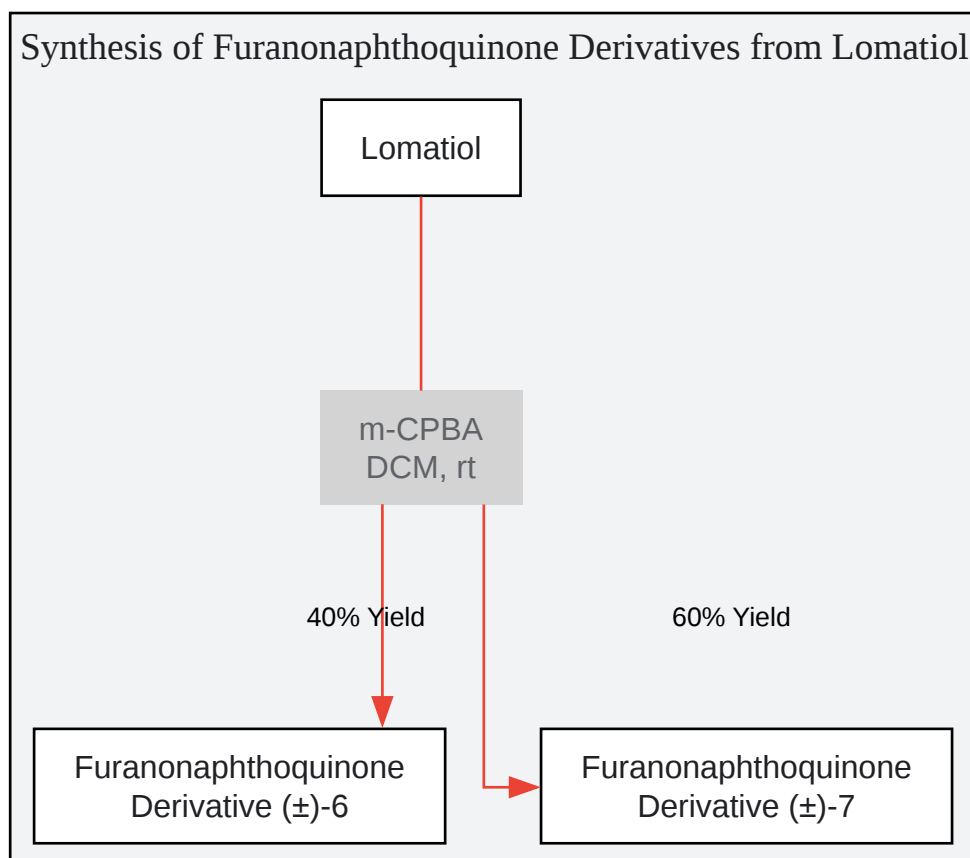 Synthesis of Furanonaphthoquinone Derivatives from Lomatiol
Lomatiol
m-CPBA
DCM, rt
40% Yield
60% Yield
Furanonaphthoquinone
Derivative (±)-6
Furanonaphthoquinone
Derivative (±)-7